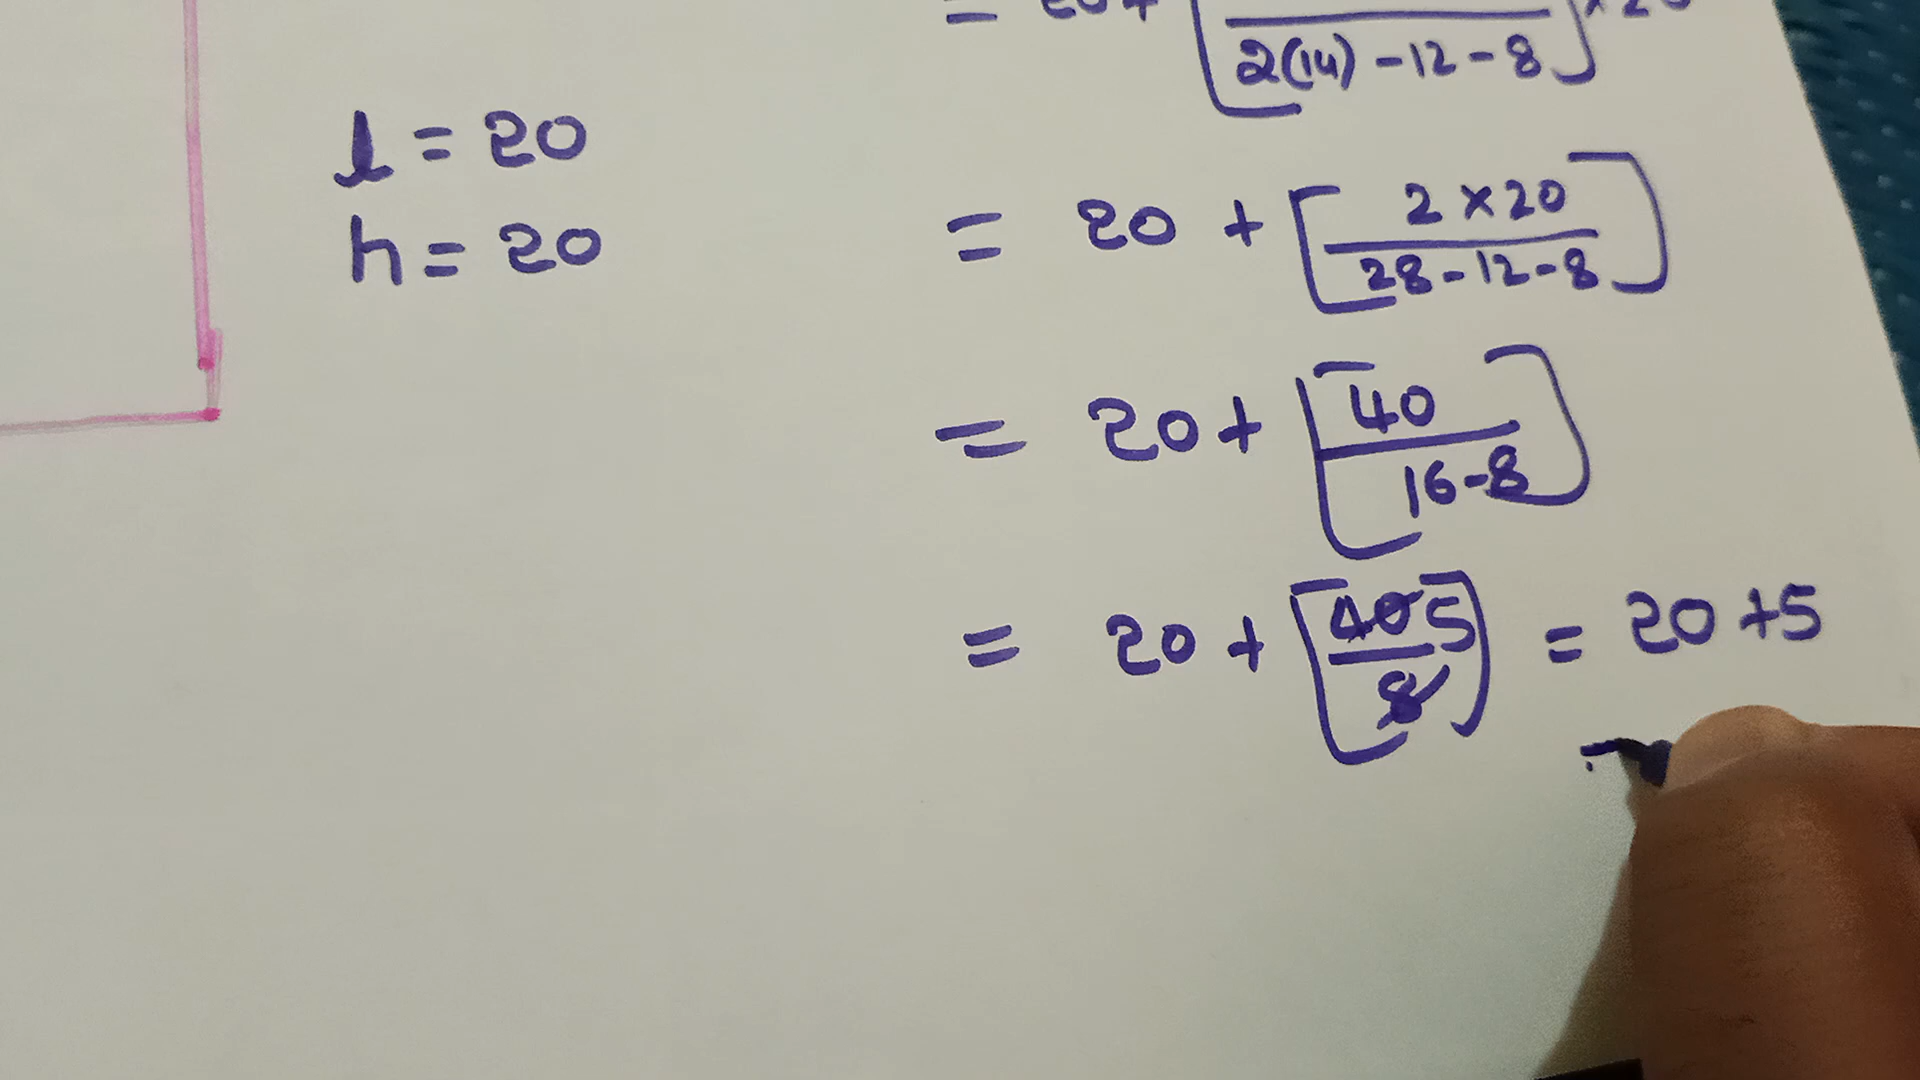 l = 20
h = 20
2(14) - 12 - 8
= 20 + [ 2 × 20 / 28 - 12 - 8 ]
= 20 + [ 40 / 16 - 8 ]
= 20 + [ 40 5 / 8 ] = 20 + 5